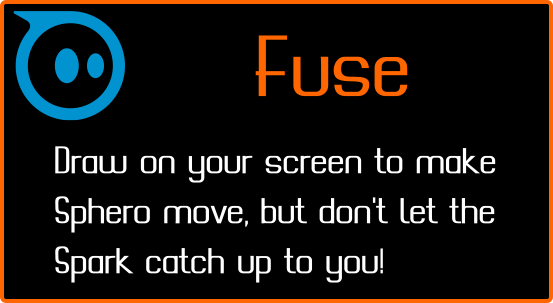 Fuse
Draw on your screen to make
Sphero move, but don't let the
Spark catch up to you!